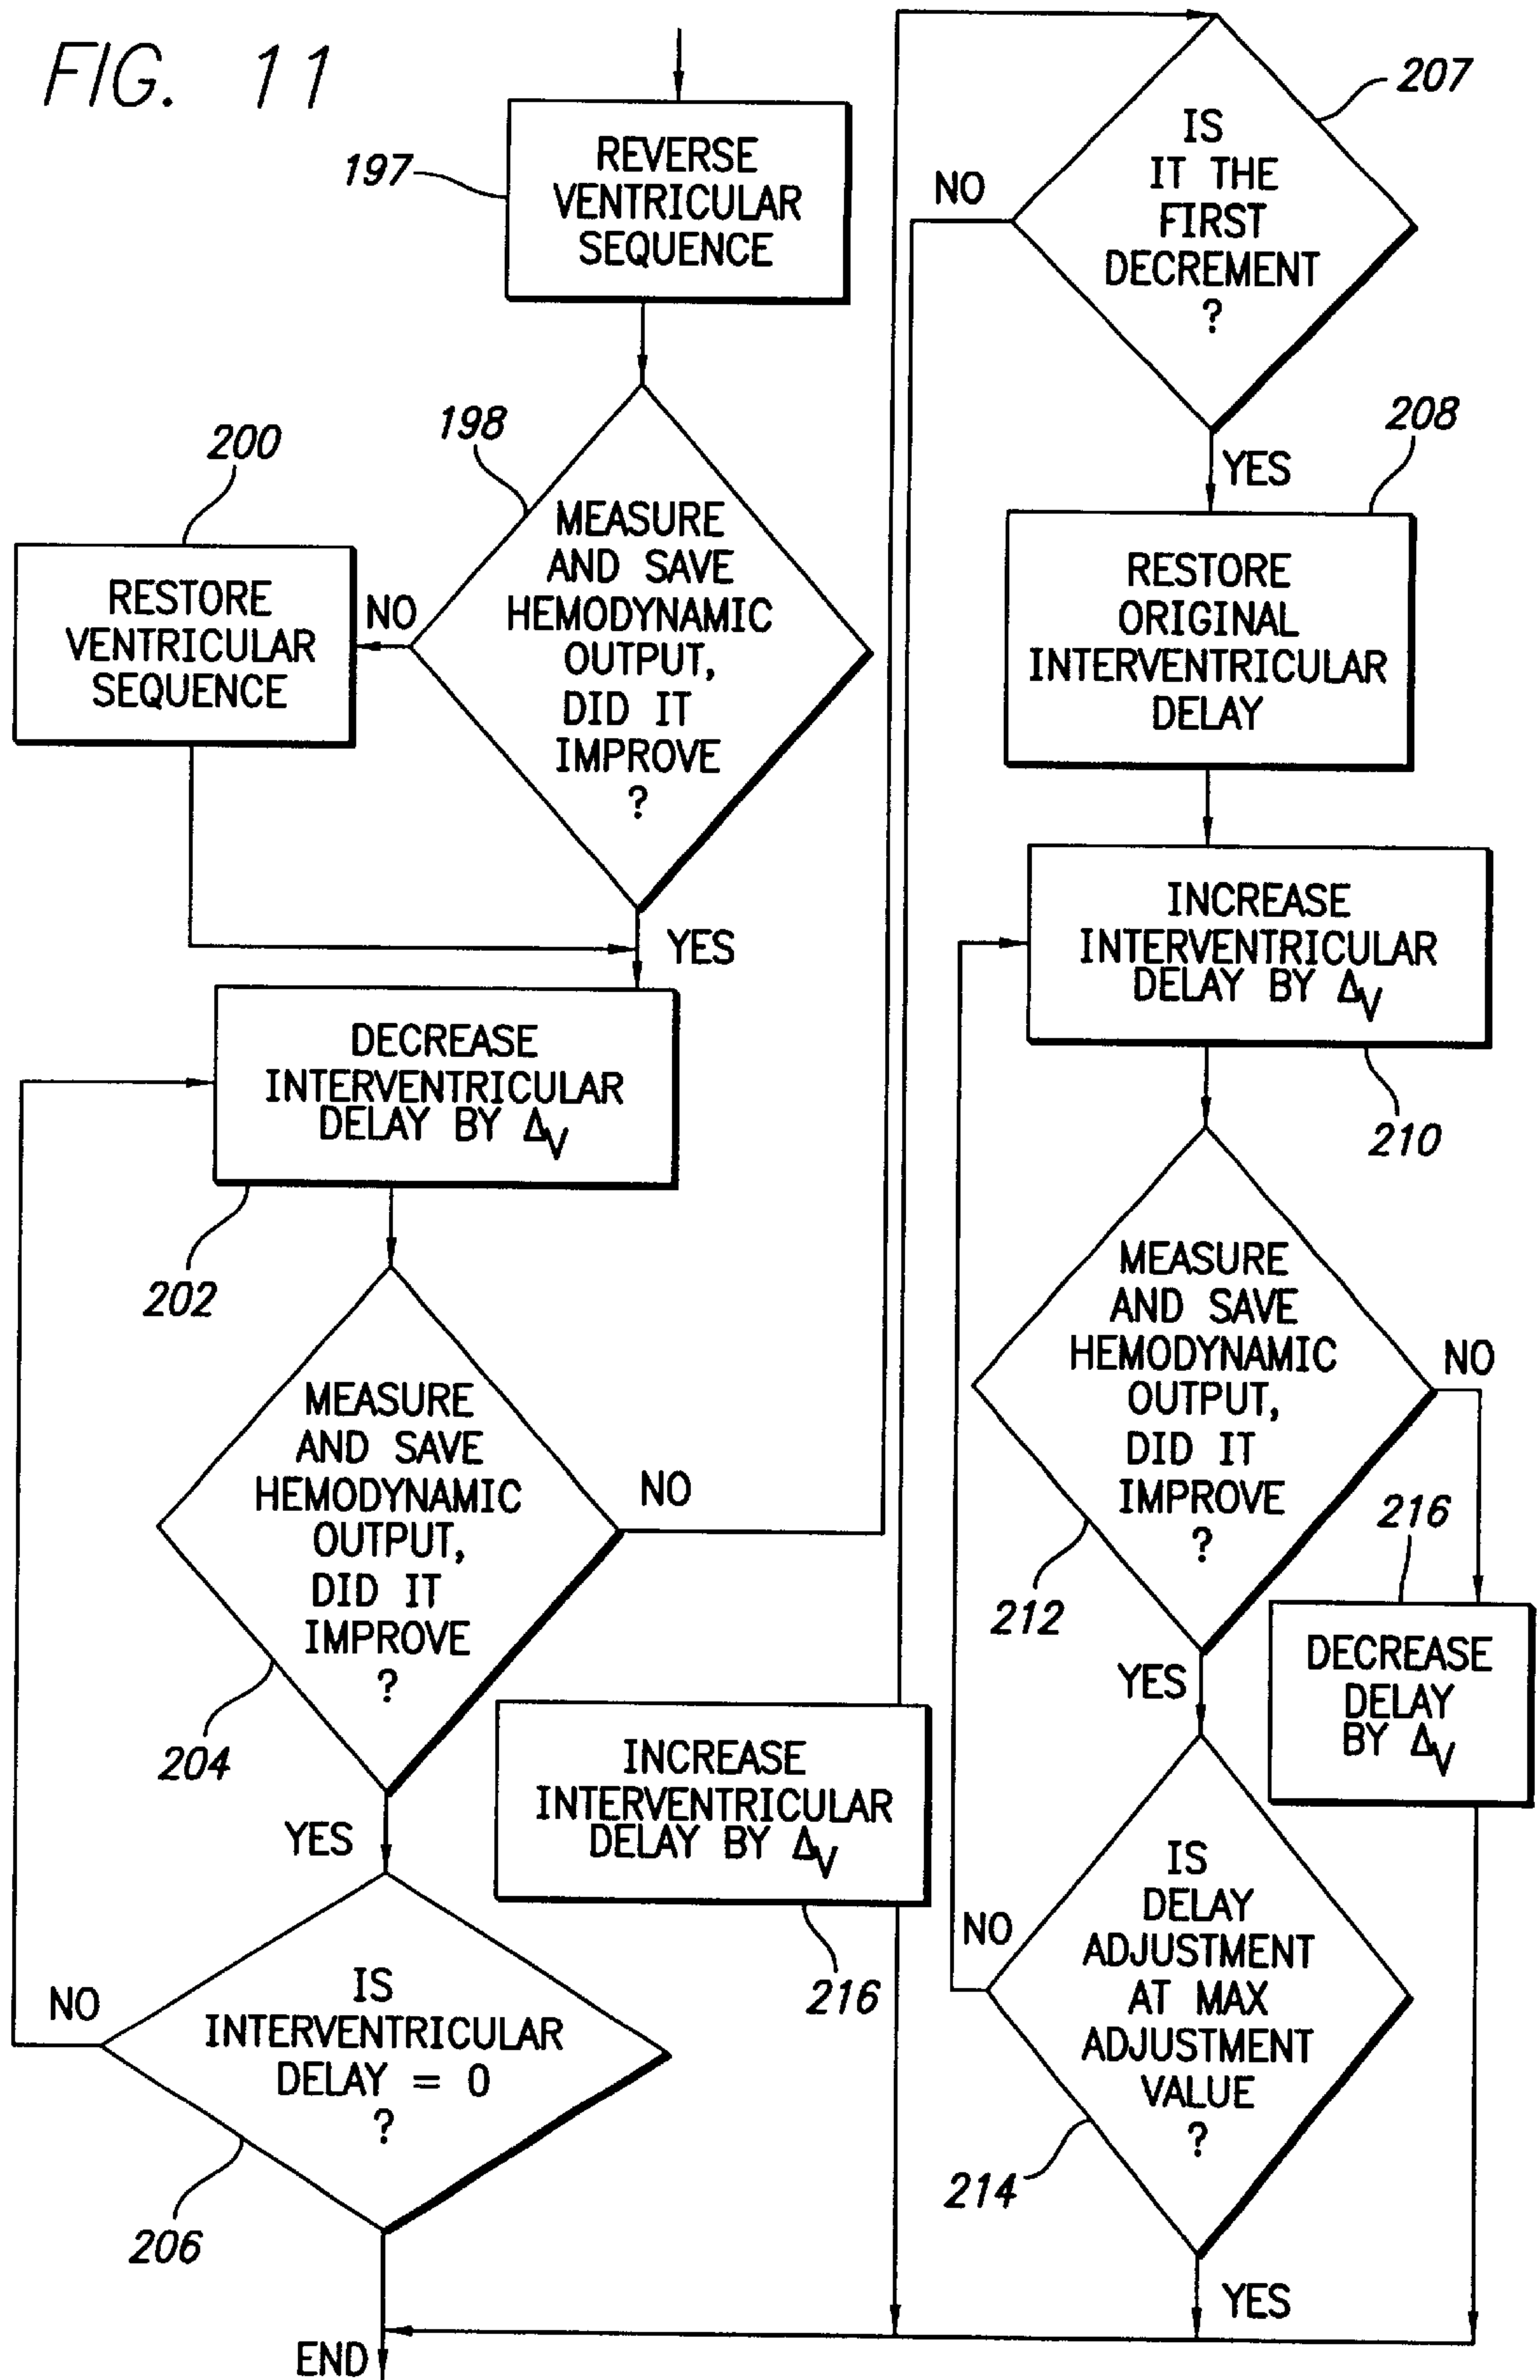 FIG. 11
197
REVERSE
VENTRICULAR
SEQUENCE
198
MEASURE
AND SAVE
HEMODYNAMIC
OUTPUT,
DID IT
IMPROVE
?
NO
200
RESTORE
VENTRICULAR
SEQUENCE
YES
DECREASE
INTERVENTRICULAR
DELAY BY ΔV
202
MEASURE
AND SAVE
HEMODYNAMIC
OUTPUT,
DID IT
IMPROVE
?
NO
204
YES
IS
INTERVENTRICULAR
DELAY = 0
?
NO
206
END
INCREASE
INTERVENTRICULAR
DELAY BY ΔV
216
207
IS
IT THE
FIRST
DECREMENT
?
NO
YES
208
RESTORE
ORIGINAL
INTERVENTRICULAR
DELAY
INCREASE
INTERVENTRICULAR
DELAY BY ΔV
210
MEASURE
AND SAVE
HEMODYNAMIC
OUTPUT,
DID IT
IMPROVE
?
NO
212
216
DECREASE
DELAY
BY ΔV
YES
IS
DELAY
ADJUSTMENT
AT MAX
ADJUSTMENT
VALUE
?
NO
214
YES